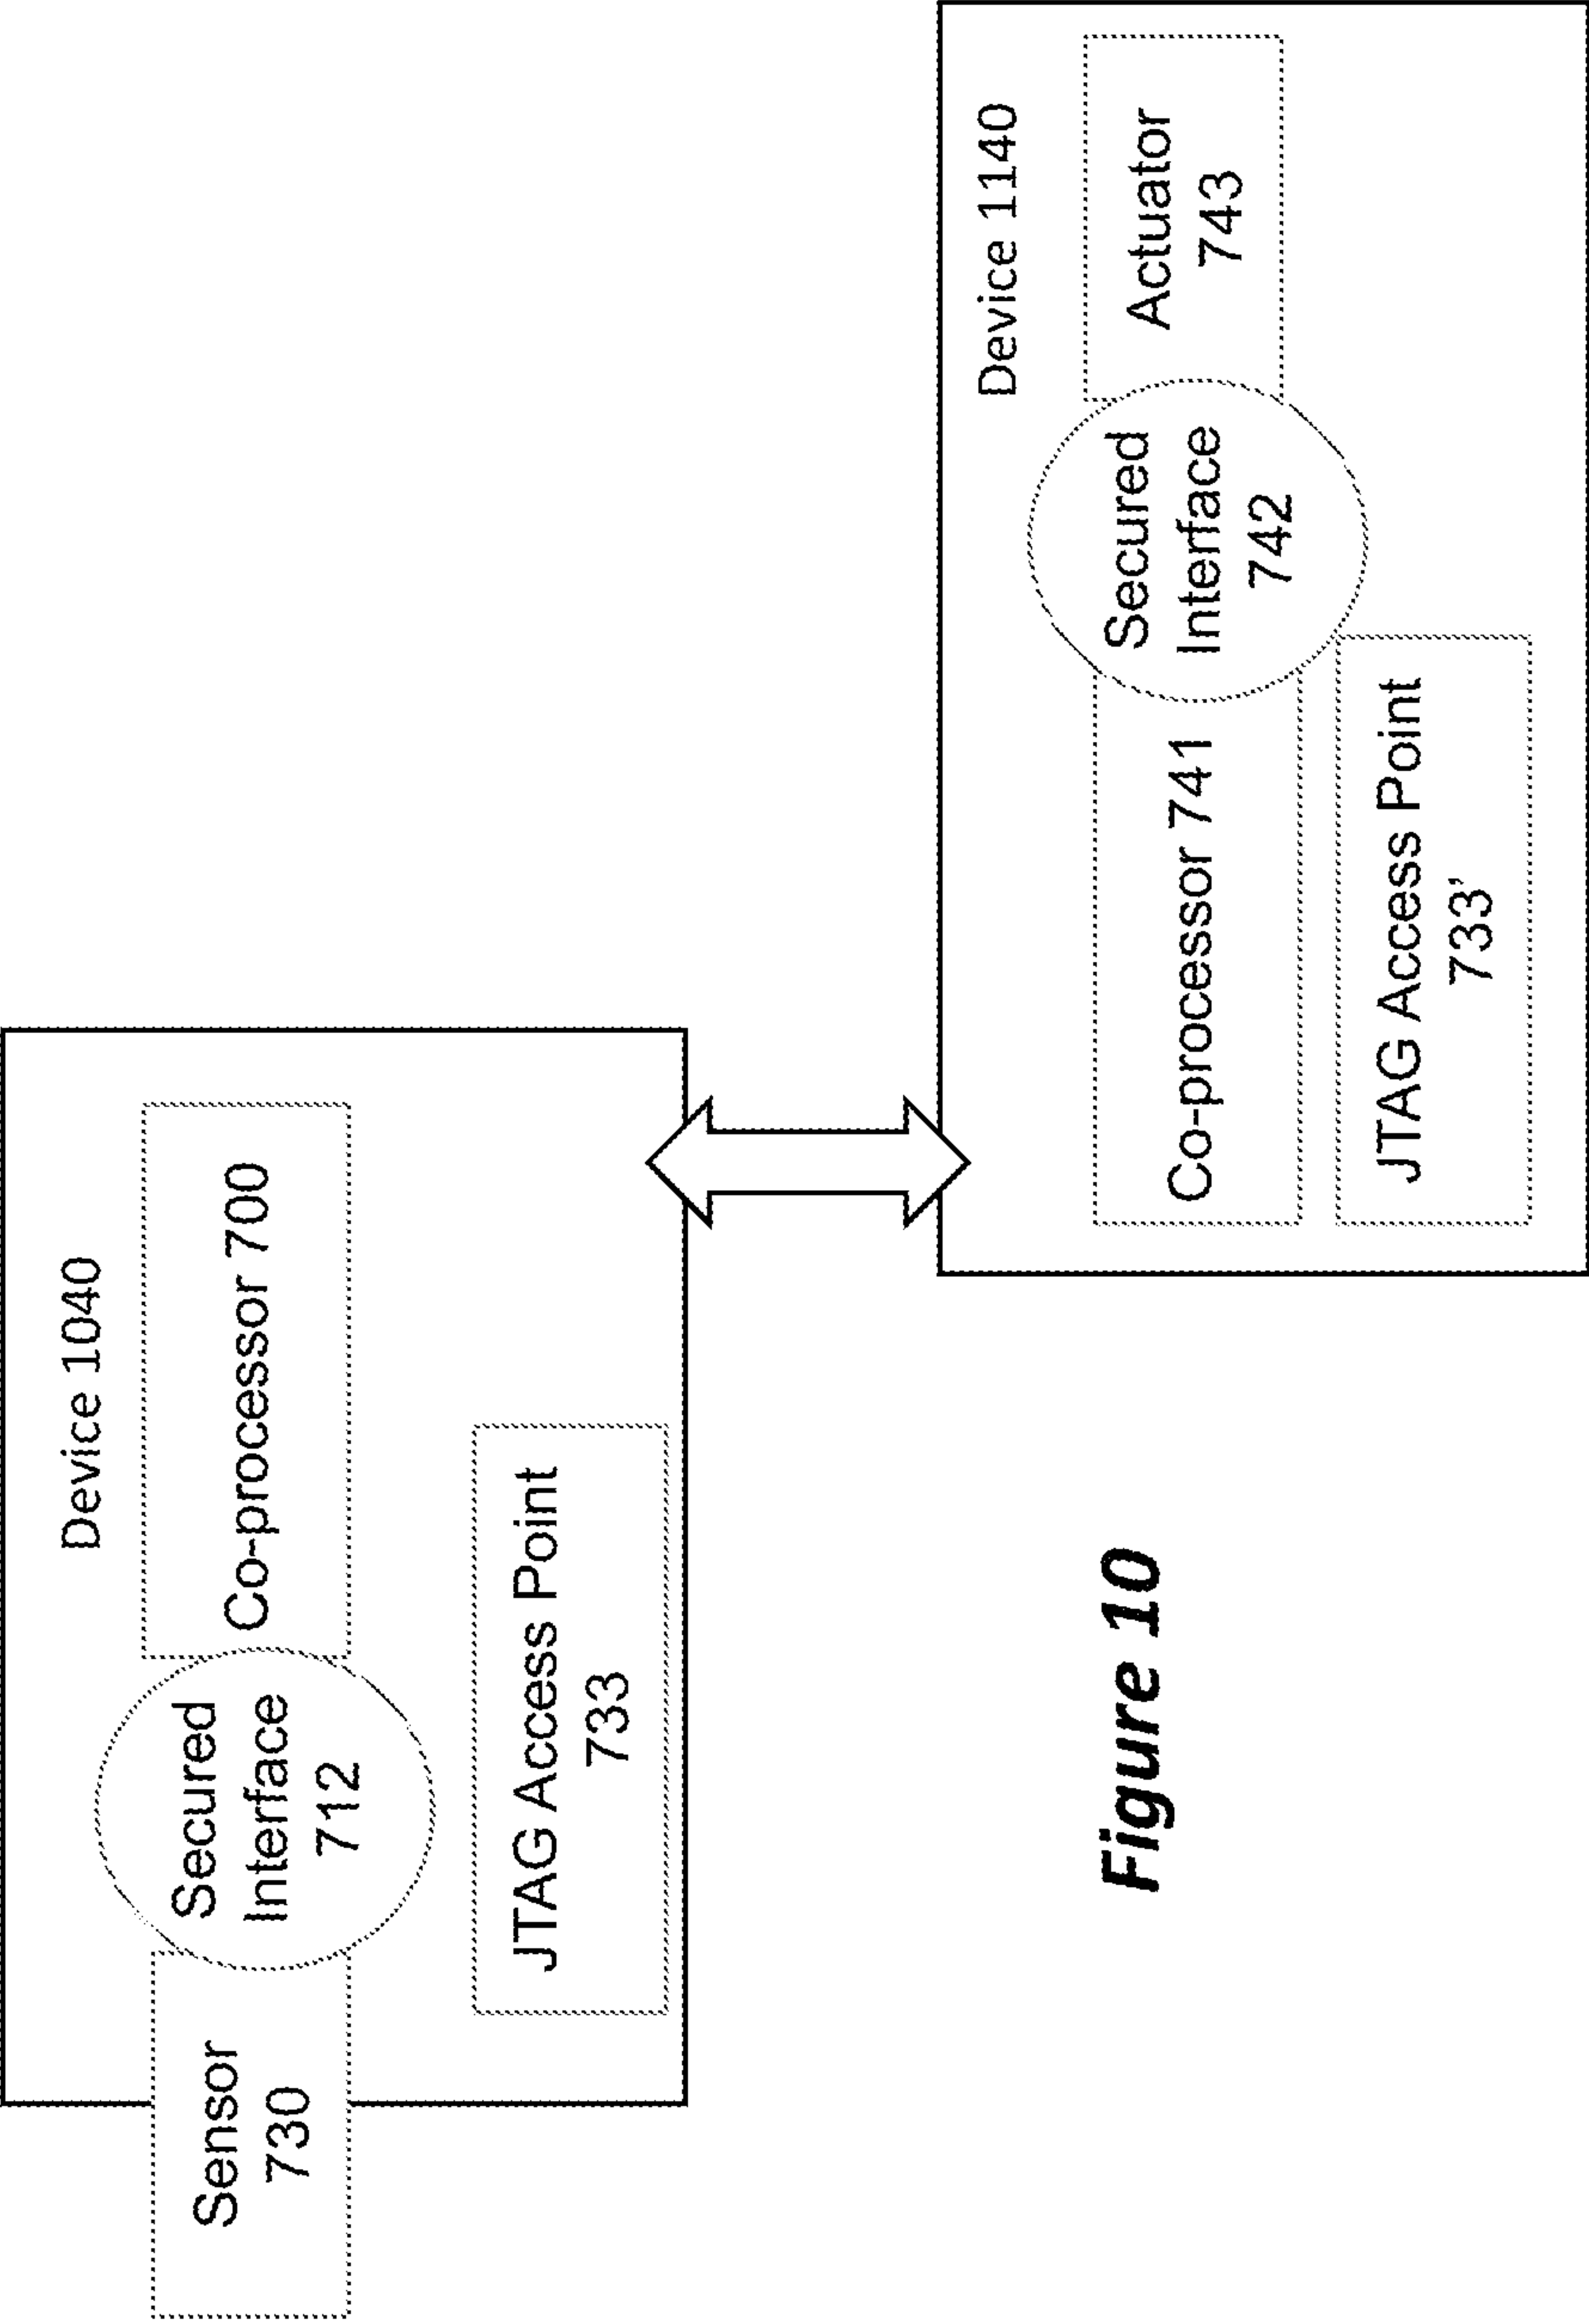 Device 1040
Sensor
730
Secured
Interface
712
Co-processor 700
JTAG Access Point
733
Device 1140
Co-processor 741
Secured
Interface
742
Actuator
743
JTAG Access Point
733'
Figure 10